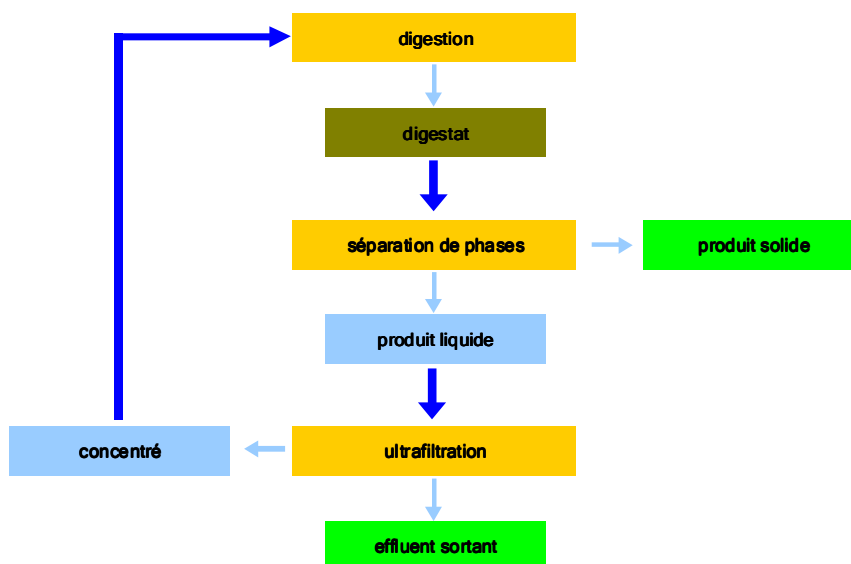 digestion
digestat
séparation de phases
produit solide
produit liquide
concentré
ultrafiltration
effluent sortant